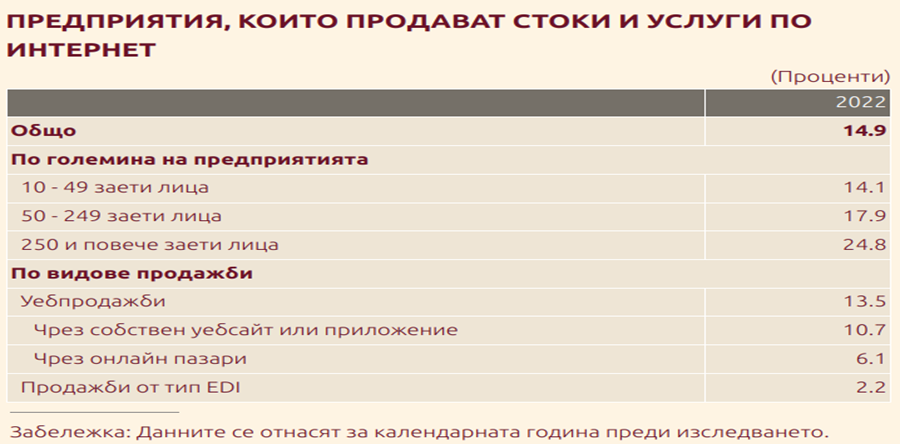 ПРЕДПРИЯТИЯ, КОИТО ПРОДАВАТ СТОКИ И УСЛУГИ ПО
ИНТЕРНЕТ
(Проценти)
2022
Общо 14.9
По големина на предприятията
10 - 49 заети лица 14.1
50 - 249 заети лица 17.9
250 и повече заети лица 24.8
По видове продажби
Уебпродажби 13.5
Чрез собствен уебсайт или приложение 10.7
Чрез онлайн пазари 6.1
Продажби от тип EDI 2.2
Забележка: Данните се отнасят за календарната година преди изследването.